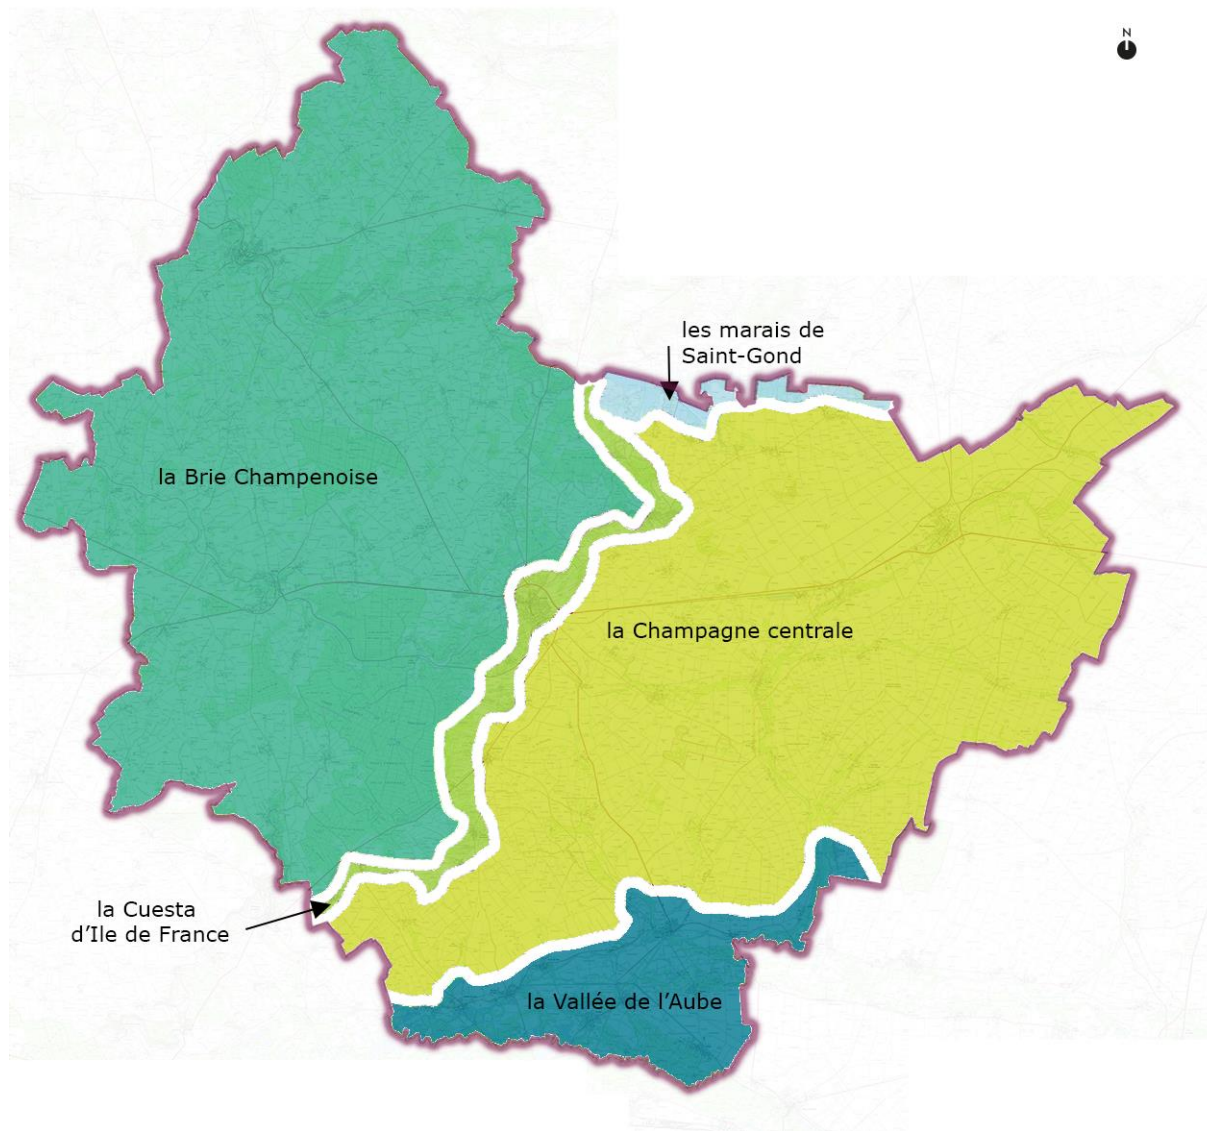 N
les marais de
Saint-Gond
la Brie Champenoise
la Champagne centrale
la Cuesta
d'Ile de France
la Vallée de l'Aube